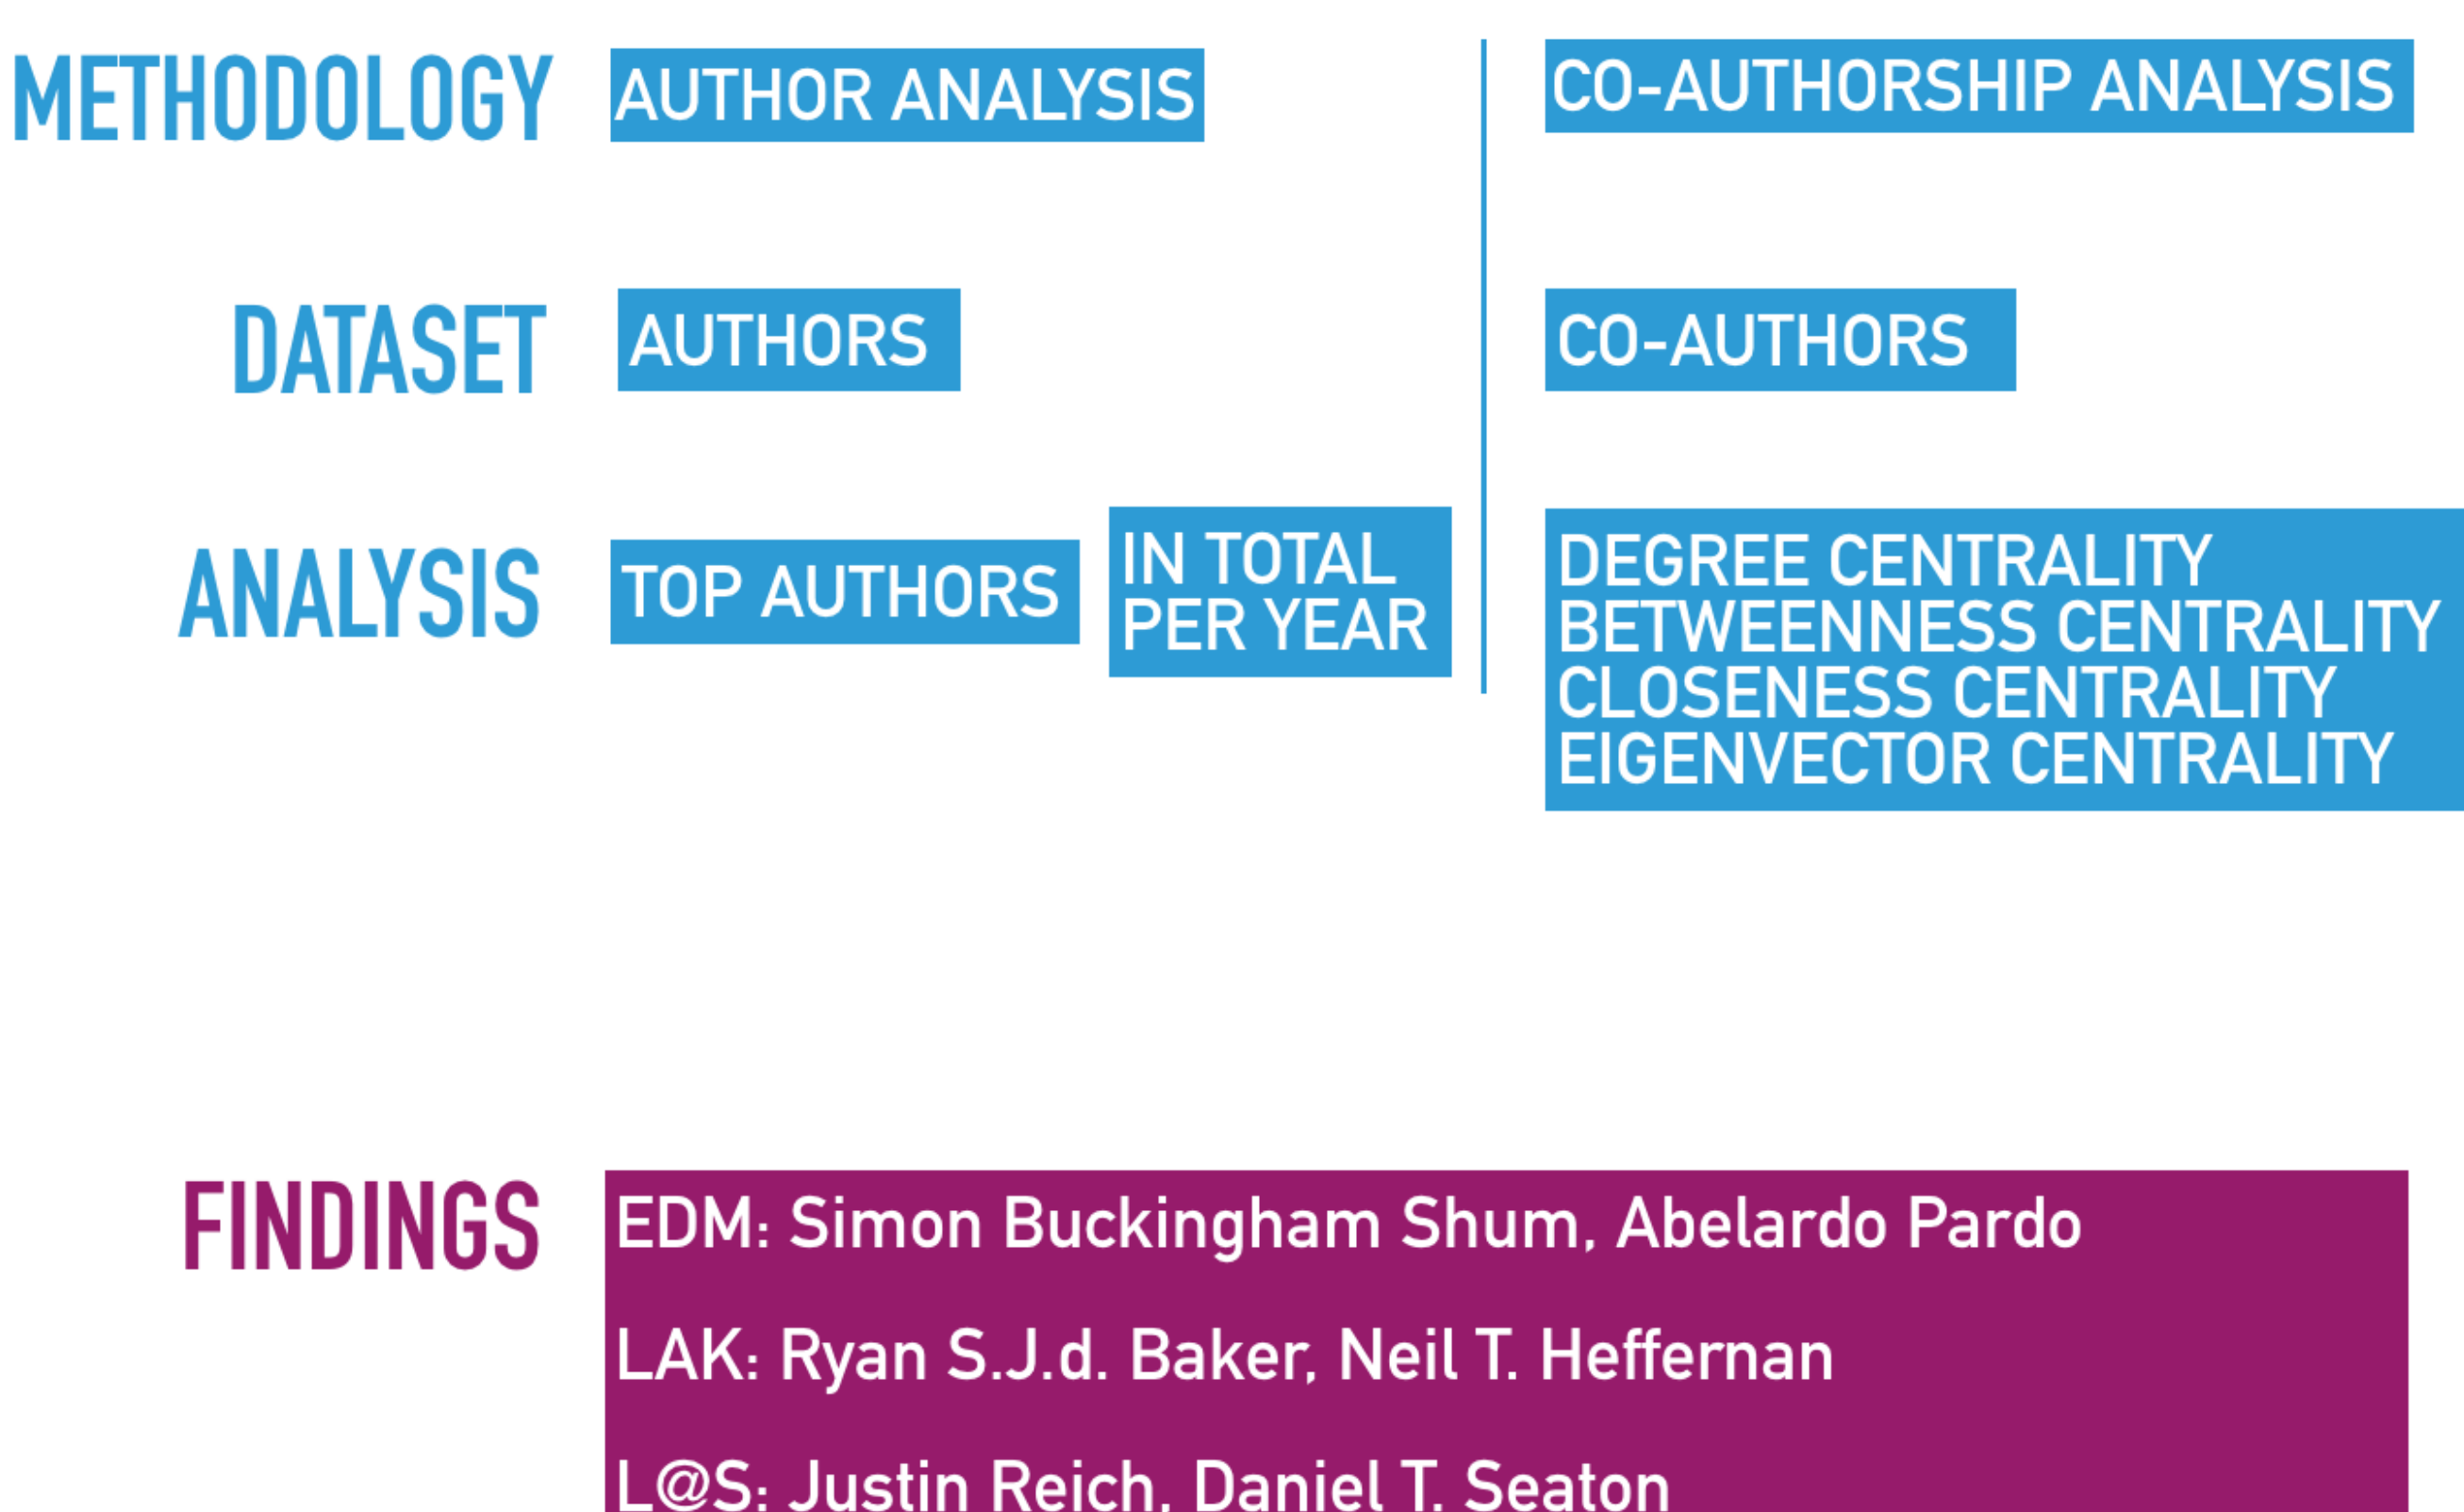 METHODOLOGY
AUTHOR ANALYSIS
CO-AUTHORSHIP ANALYSIS
DATASET
AUTHORS
CO-AUTHORS
ANALYSIS
TOP AUTHORS
IN TOTAL
PER YEAR
DEGREE CENTRALITY
BETWEENNESS CENTRALITY
CLOSENESS CENTRALITY
EIGENVECTOR CENTRALITY
FINDINGS
EDM: Simon Buckingham Shum, Abelardo Pardo
LAK: Ryan S.J.d. Baker, Neil T. Heffernan
L@S: Justin Reich, Daniel T. Seaton